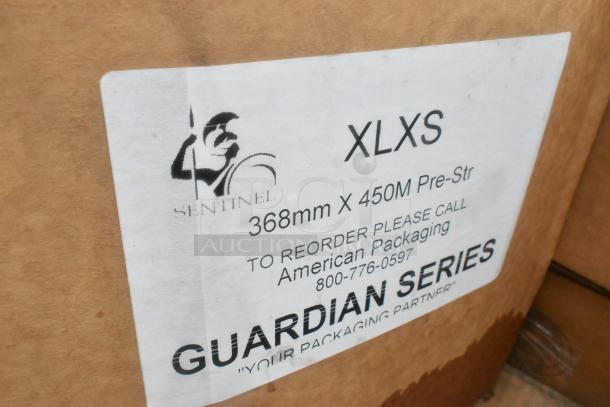 XLXS
SENTINEL
368mm X 450M Pre-Str
TO REORDER PLEASE CALL
American Packaging
800-776-0597
GUARDIAN SERIES
"YOUR PACKAGING PARTNER"